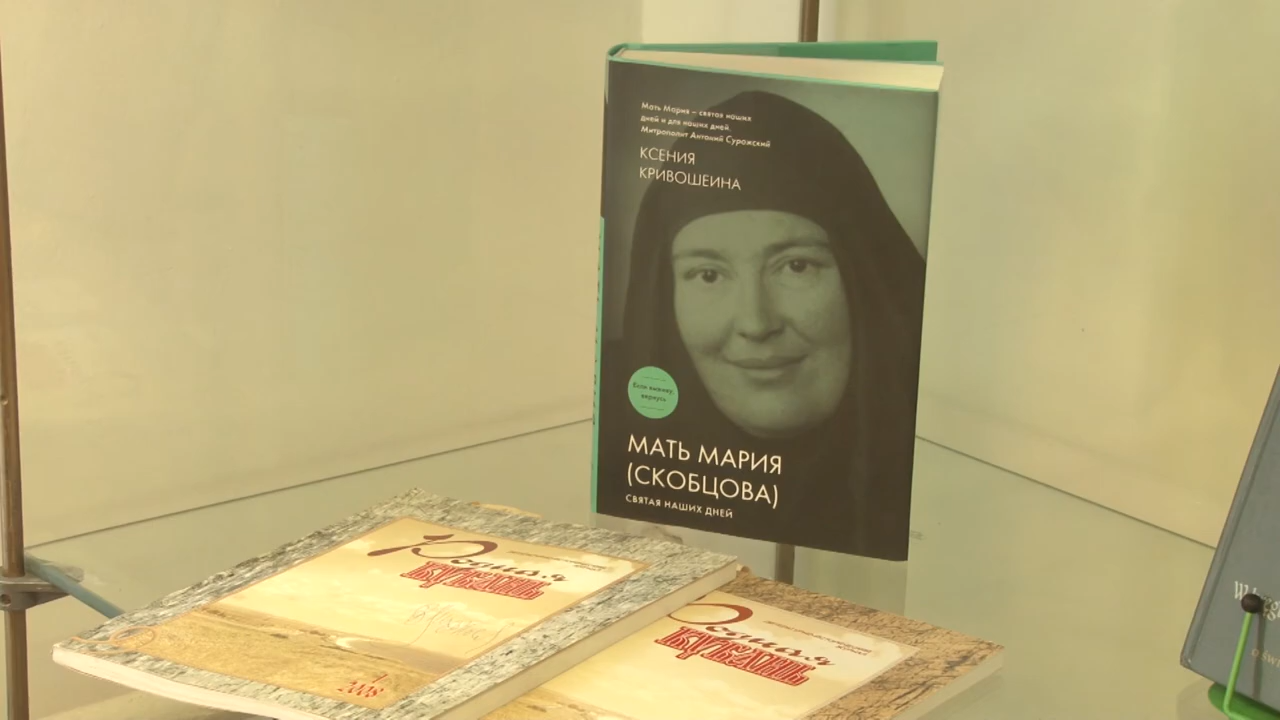 Мать Мария – святая наших
дней и для наших дней.
Митрополит Антоний Сурожский
КСЕНИЯ
КРИВОШЕИНА
Если выживу,
вернусь
МАТЬ МАРИЯ
(СКОБЦОВА)
СВЯТАЯ НАШИХ ДНЕЙ
Родная
КУБАНЬ
2008
Родная
КУБАНЬ